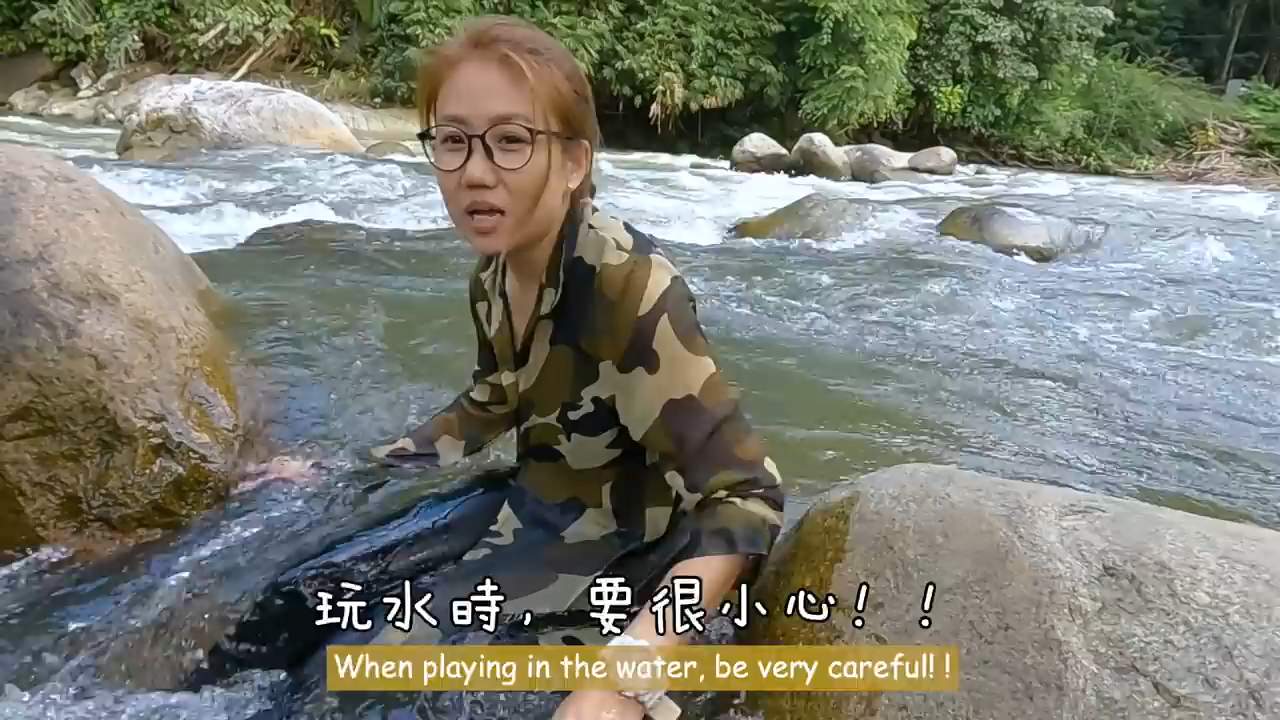 玩水時，要很小心！！
When playing in the water, be very careful! !